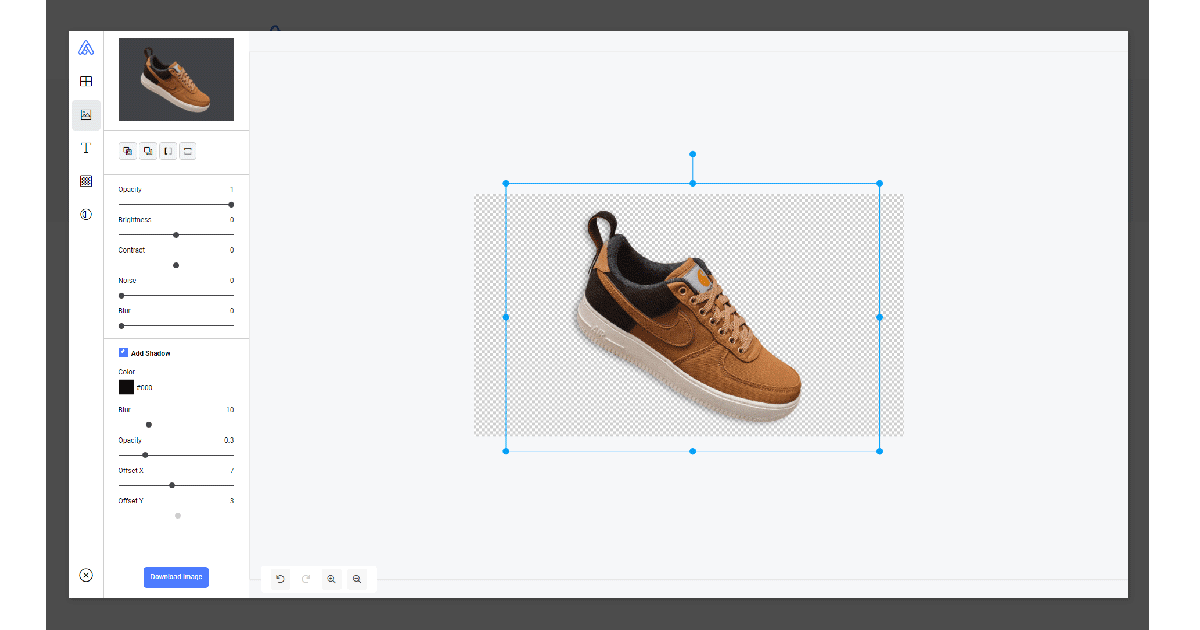 Opacity 1
Brightness 0
Contract 0
Noise 0
Blur 0
Add Shadow
Color
#000
Blur 10
Opacity 0.3
Offset X -7
Offset Y 3
Download Image